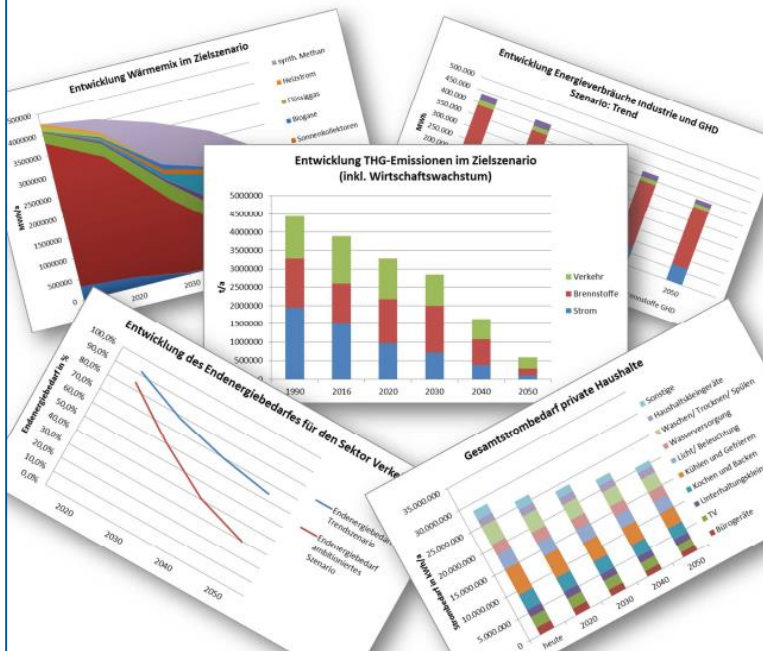 Entwicklung Wärmemix im Zielszenario
MWh/a
4000000
3500000
3000000
2500000
2000000
1500000
1000000
500000
0
2020
2030
synth. Methan
Heizstrom
Flüssiggas
Biogase
Sonnenkollektoren
Entwicklung Energieverbräuche Industrie und GHD
Szenario: Trend
MWh
500.000
450.000
400.000
350.000
300.000
250.000
200.000
2050
Entwicklung THG-Emissionen im Zielszenario
(inkl. Wirtschaftswachstum)
t/a
5000000
4500000
4000000
3500000
3000000
2500000
2000000
1500000
1000000
500000
0
1990
2016
2020
2030
2040
2050
Verkehr
Brennstoffe
Strom
Entwicklung des Endenergiebedarfes für den Sektor
Endenergiebedarf in %
100,0%
90,0%
80,0%
70,0%
60,0%
50,0%
40,0%
30,0%
20,0%
10,0%
0,0%
2020
2030
2040
2050
Trendszenario
Endenergiebedarf
ambitioniertes
Szenario
Gesamtstrombedarf private Haushalte
Strombedarf in kWh/a
35.000.000
30.000.000
25.000.000
20.000.000
15.000.000
10.000.000
5.000.000
0
heute
2020
2030
2040
2050
Sonstige
Haushaltskleingeräte
Waschen/ Trocknen/ Spülen
Wasserversorgung
Licht/ Beleuchtung
Kühlen und Gefrieren
Kochen und Backen
TV
Bürogeräte